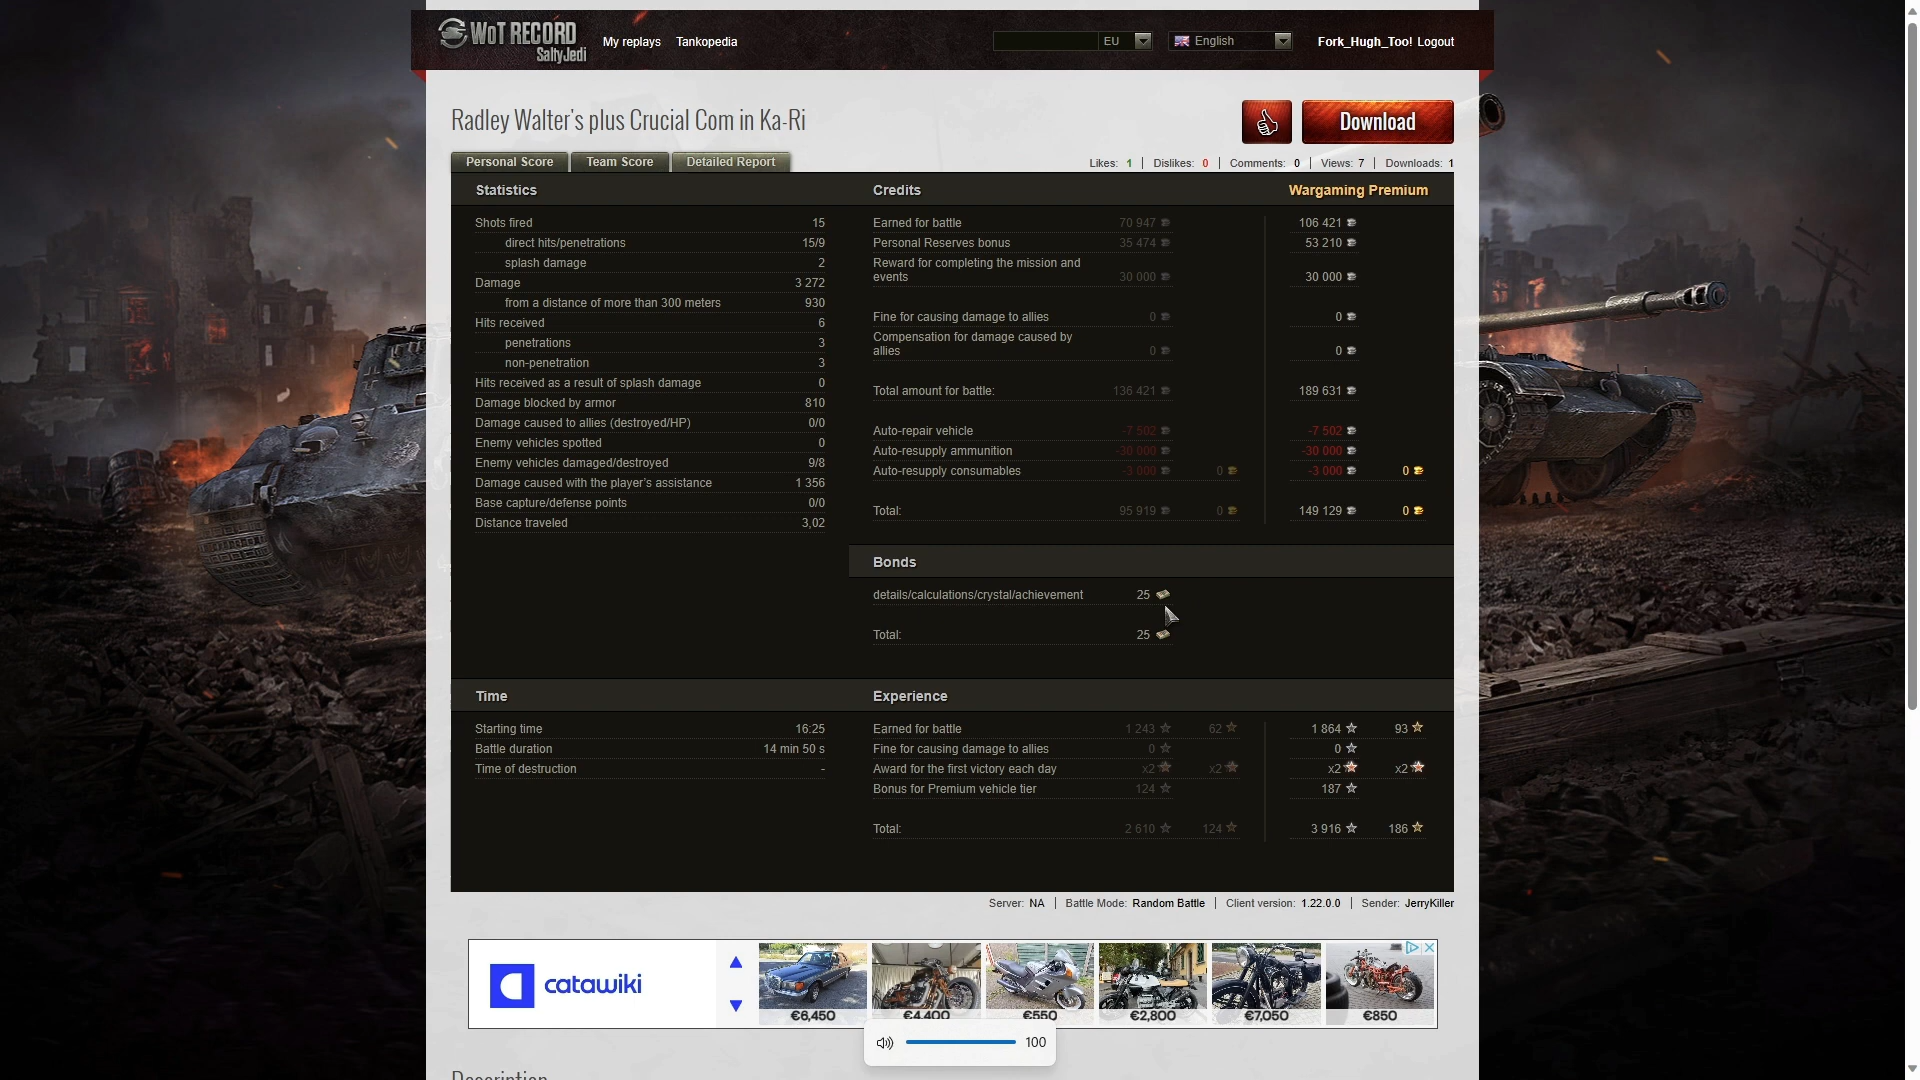 WoT RECORD
SaltyJedi
My replays
Tankopedia
EU
English
Fork_Hugh_Too! Logout
Radley Walter's plus Crucial Com in Ka-Ri
Download
Personal Score
Team Score
Detailed Report
Likes: 1 | Dislikes: 0 | Comments: 0 | Views: 7 | Downloads: 1
Statistics
Shots fired 15
direct hits/penetrations 15/9
splash damage 2
Damage 3 272
from a distance of more than 300 meters 930
Hits received 6
penetrations 3
non-penetration 3
Hits received as a result of splash damage 0
Damage blocked by armor 810
Damage caused to allies (destroyed/HP) 0/0
Enemy vehicles spotted 0
Enemy vehicles damaged/destroyed 9/8
Damage caused with the player's assistance 1 356
Base capture/defense points 0/0
Distance traveled 3,02
Credits Wargaming Premium
Earned for battle 70 947 106 421
Personal Reserves bonus 35 474 53 210
Reward for completing the mission and
events 30 000 30 000
Fine for causing damage to allies 0 0
Compensation for damage caused by
allies 0 0
Total amount for battle: 136 421 189 631
Auto-repair vehicle -7 502 -7 502
Auto-resupply ammunition -30 000 -30 000
Auto-resupply consumables -3 000 0 -3 000 0
Total: 95 919 0 149 129 0
Bonds
details/calculations/crystal/achievement 25
Total: 25
Time
Starting time 16:25
Battle duration 14 min 50 s
Time of destruction -
Experience
Earned for battle 1 243 62 1 864 93
Fine for causing damage to allies 0 0
Award for the first victory each day x2 x2 x2 x2
Bonus for Premium vehicle tier 124 187
Total: 2 610 124 3 916 186
Server: NA | Battle Mode: Random Battle | Client version: 1.22.0.0 | Sender: JerryKiller
catawiki
€6,450
€4,400
€550
€2,800
€7,050
€850
100
Description